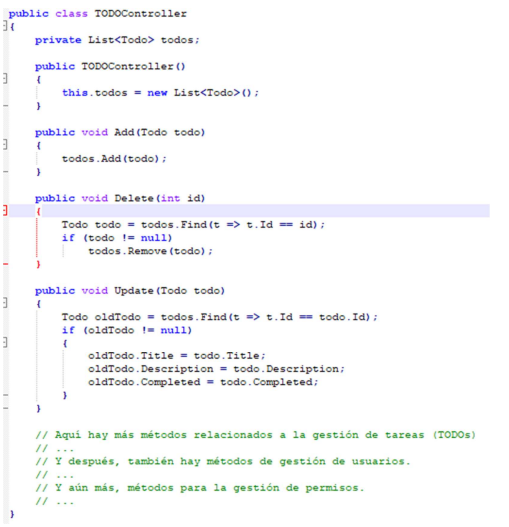 public class TODOController
{
private List<Todo> todos;
public TODOController()
{
this.todos = new List<Todo>();
}
public void Add(Todo todo)
{
todos.Add(todo);
}
public void Delete(int id)
{
Todo todo = todos.Find(t => t.Id == id);
if (todo != null)
todos.Remove(todo);
}
public void Update(Todo todo)
{
Todo oldTodo = todos.Find(t => t.Id == todo.Id);
if (oldTodo != null)
{
oldTodo.Title = todo.Title;
oldTodo.Description = todo.Description;
oldTodo.Completed = todo.Completed;
}
}
// Aquí hay más métodos relacionados a la gestión de tareas (TODOs)
// ...
// Y después, también hay métodos de gestión de usuarios.
// ...
// Y aún más, métodos para la gestión de permisos.
// ...
}